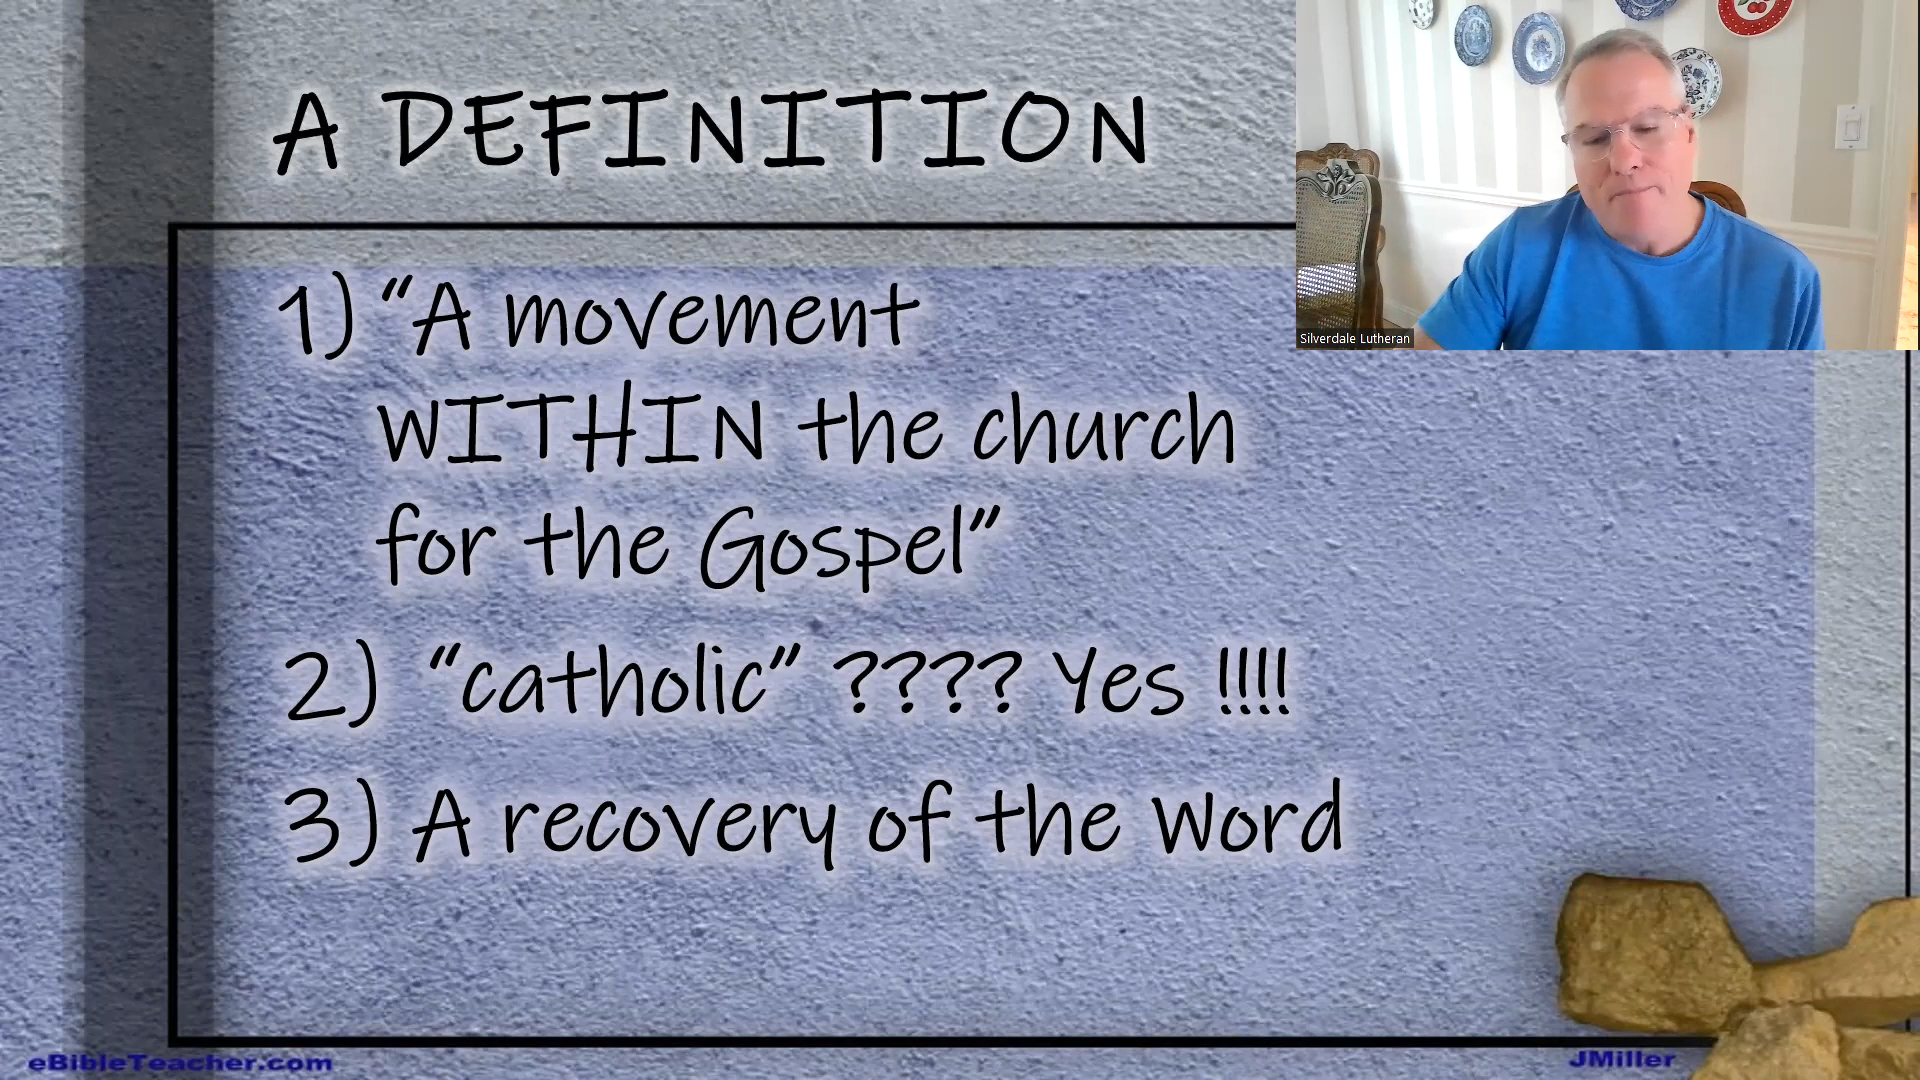 A DEFINITION
1) “A movement
WITHIN the church
for the Gospel”
2) “catholic” ???? Yes !!!!
3) A recovery of the Word
Silverdale Lutheran
eBibleTeacher.com
JMiller